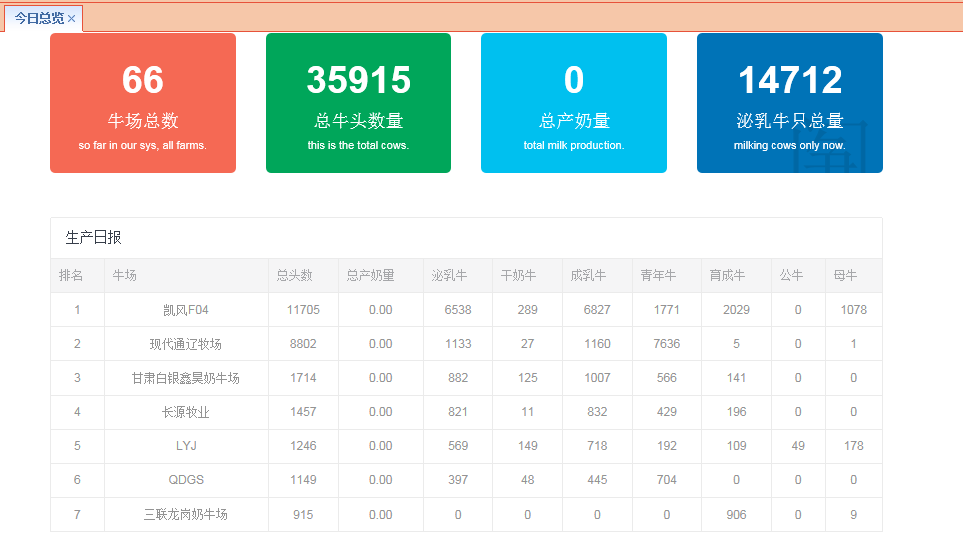 今日总览 ×
66
牛场总数
so far in our sys, all farms.
35915
总牛头数量
this is the total cows.
0
总产奶量
total milk production.
14712
泌乳牛只总量
milking cows only now.
生产日报
排名 牛场 总头数 总产奶量 泌乳牛 干奶牛 成乳牛 青年牛 育成牛 公牛 母牛
1 凯风F04 11705 0.00 6538 289 6827 1771 2029 0 1078
2 现代通辽牧场 8802 0.00 1133 27 1160 7636 5 0 1
3 甘肃白银鑫昊奶牛场 1714 0.00 882 125 1007 566 141 0 0
4 长源牧业 1457 0.00 821 11 832 429 196 0 0
5 LYJ 1246 0.00 569 149 718 192 109 49 178
6 QDGS 1149 0.00 397 48 445 704 0 0 0
7 三联龙岗奶牛场 915 0.00 0 0 0 0 906 0 9